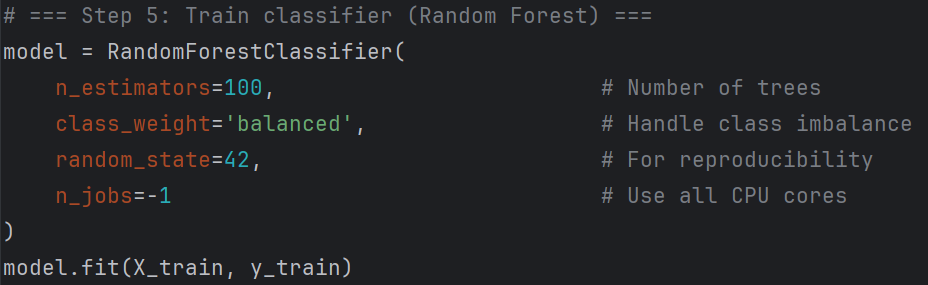 # === Step 5: Train classifier (Random Forest) ===
model = RandomForestClassifier(
    n_estimators=100,                          # Number of trees
    class_weight='balanced',                   # Handle class imbalance
    random_state=42,                           # For reproducibility
    n_jobs=-1                                  # Use all CPU cores
)
model.fit(X_train, y_train)